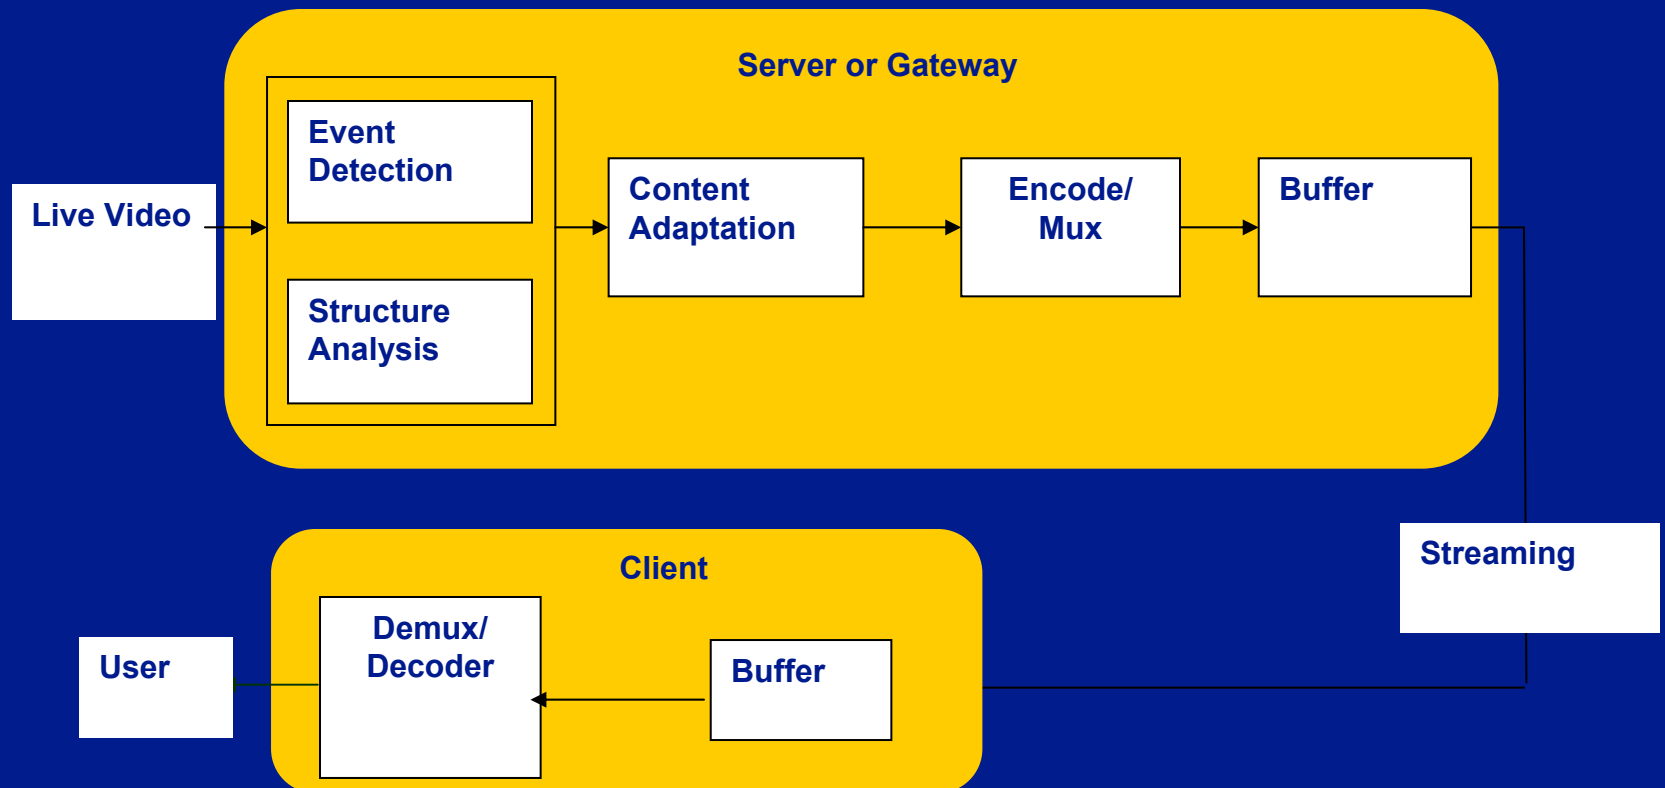 Server or Gateway
Live Video
Event
Detection
Structure
Analysis
Content
Adaptation
Encode/
Mux
Buffer
Streaming
Client
Buffer
Demux/
Decoder
User